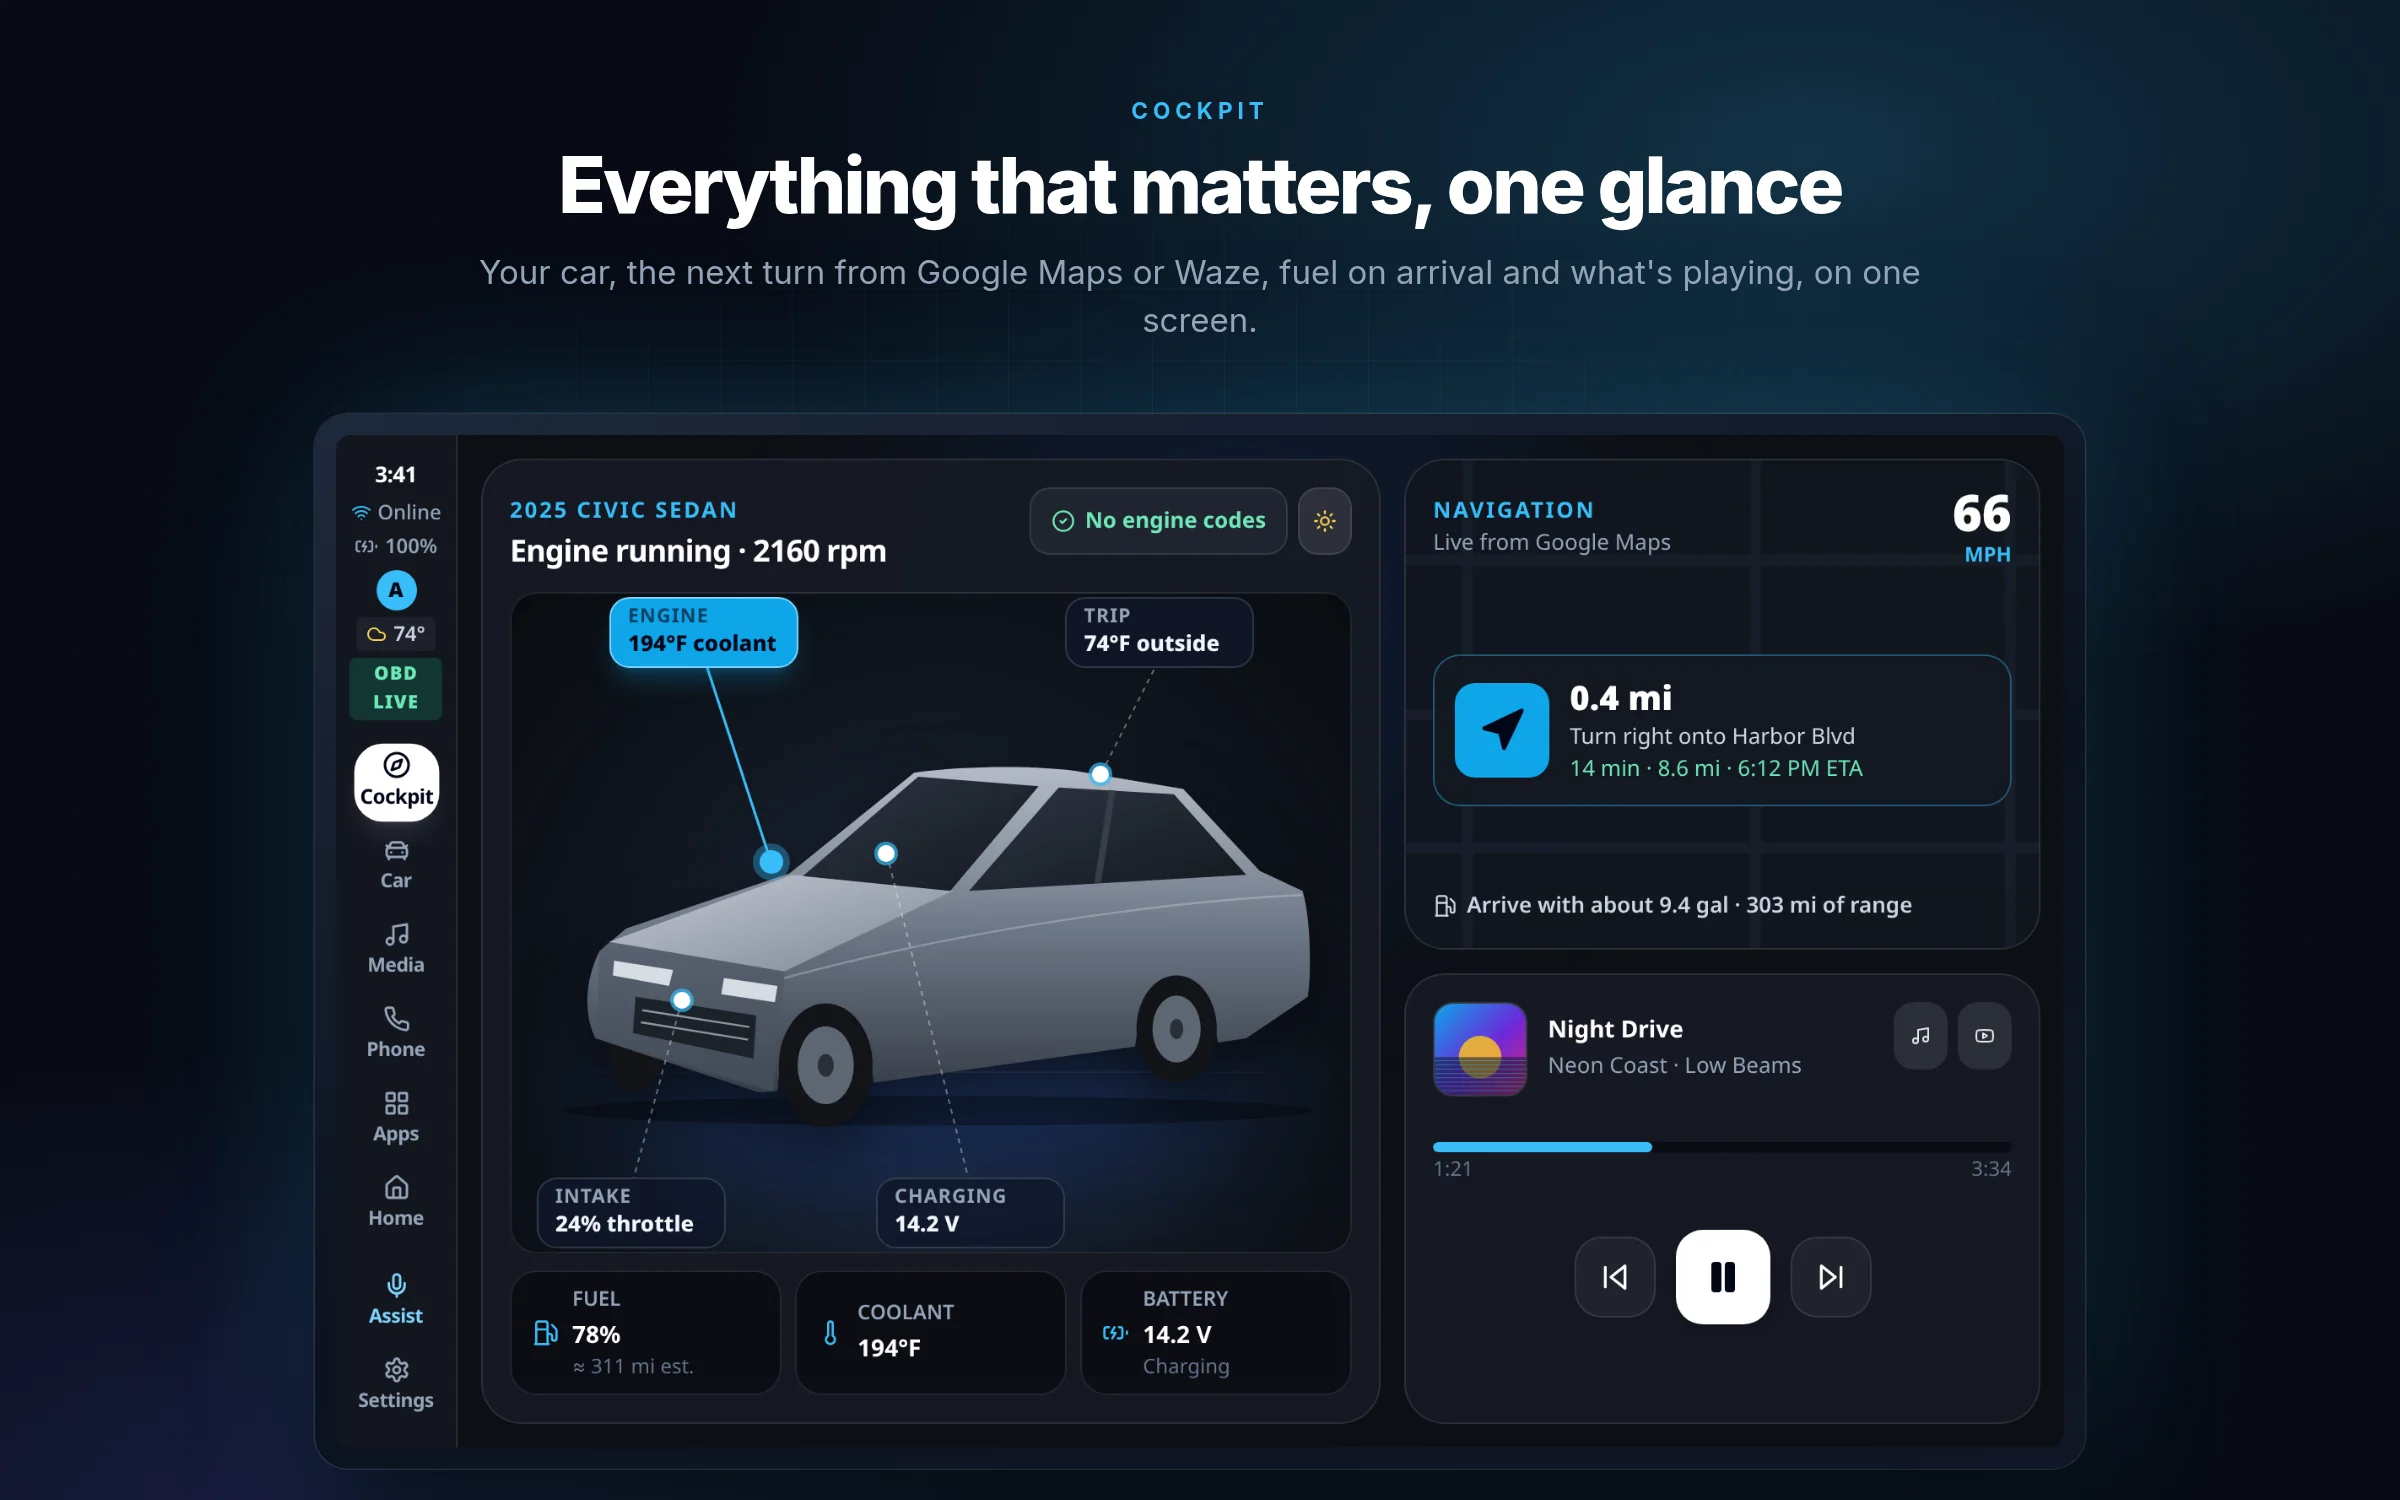 COCKPIT
Everything that matters, one glance
Your car, the next turn from Google Maps or Waze, fuel on arrival and what's playing, on one
screen.
3:41
Online
100%
A
74°
OBD
LIVE
Cockpit
Car
Media
Phone
Apps
Home
Assist
Settings
2025 CIVIC SEDAN
Engine running · 2160 rpm
No engine codes
ENGINE
194°F coolant
TRIP
74°F outside
INTAKE
24% throttle
CHARGING
14.2 V
FUEL
78%
≈ 311 mi est.
COOLANT
194°F
BATTERY
14.2 V
Charging
NAVIGATION
Live from Google Maps
66
MPH
0.4 mi
Turn right onto Harbor Blvd
14 min · 8.6 mi · 6:12 PM ETA
Arrive with about 9.4 gal · 303 mi of range
Night Drive
Neon Coast · Low Beams
1:21
3:34